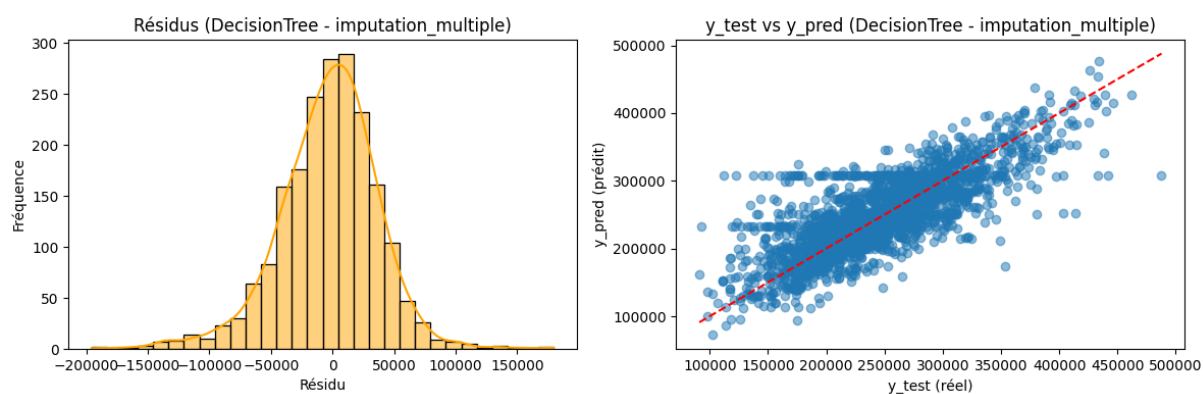 Résidus (DecisionTree - imputation_multiple)
Fréquence
300
250
200
150
100
50
0
−200000 −150000 −100000 −50000 0 50000 100000 150000
Résidu
y_test vs y_pred (DecisionTree - imputation_multiple)
y_pred (prédit)
500000
400000
300000
200000
100000
100000 150000 200000 250000 300000 350000 400000 450000 500000
y_test (réel)